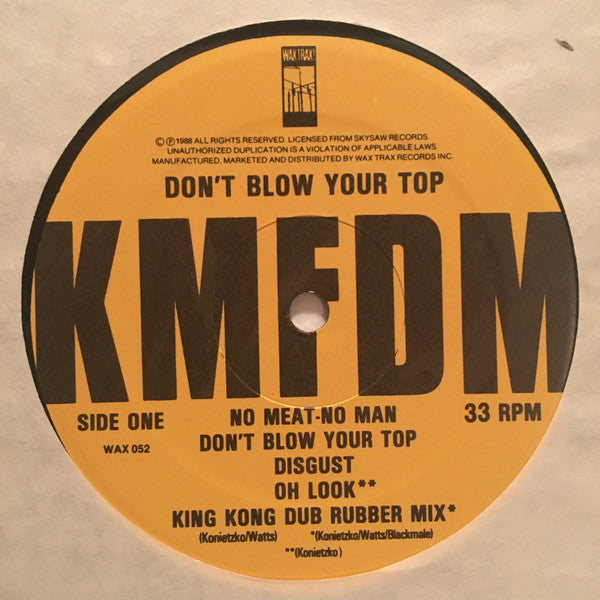 WAX TRAX!
©℗1988 ALL RIGHTS RESERVED. LICENSED FROM SKYSAW RECORDS.
UNAUTHORIZED DUPLICATION IS A VIOLATION OF APPLICABLE LAWS.
MANUFACTURED, MARKETED AND DISTRIBUTED BY WAX TRAX RECORDS INC.
DON'T BLOW YOUR TOP
KMFDM
SIDE ONE
WAX 052
33 RPM
NO MEAT-NO MAN
DON'T BLOW YOUR TOP
DISGUST
OH LOOK**
KING KONG DUB RUBBER MIX*
(Konietzko/Watts) *(Konietzko/Watts/Blackmale)
**(Konietzko)